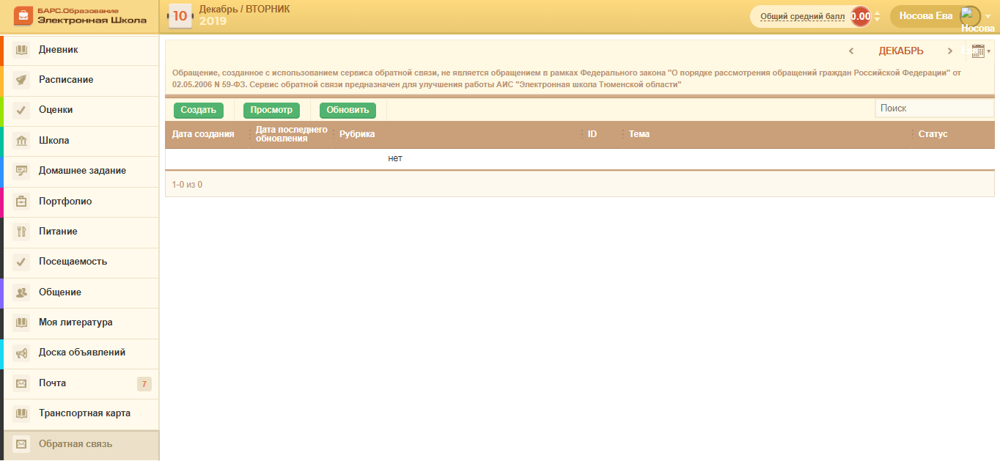 БАРС.Образование
Электронная Школа
10
Декабрь / ВТОРНИК
2019
Общий средний балл 0.00
Носова Ева
Носова
Дневник
Расписание
Оценки
Школа
Домашнее задание
Портфолио
Питание
Посещаемость
Общение
Моя литература
Доска объявлений
Почта 7
Транспортная карта
Обратная связь
ДЕКАБРЬ
Обращение, созданное с использованием сервиса обратной связи, не является обращением в рамках Федерального закона "О порядке рассмотрения обращений граждан Российской Федерации" от
02.05.2006 N 59-ФЗ. Сервис обратной связи предназначен для улучшения работы АИС "Электронная школа Тюменской области"
Создать Просмотр Обновить Поиск
Дата создания Дата последнего обновления Рубрика ID Тема Статус
нет
1-0 из 0